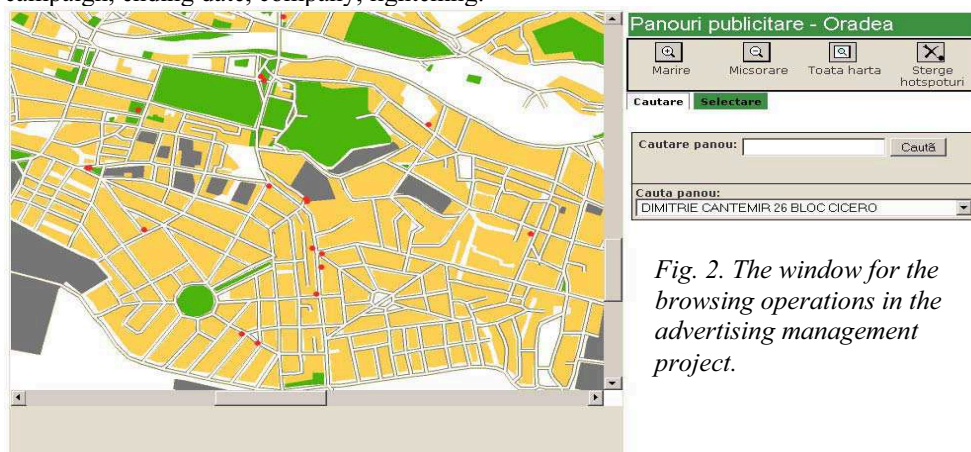 campaign, ending date, company, lightening.
Panouri publicitare - Oradea
Marire Micsorare Toata harta Sterge hotspoturi
Cautare Selectare
Cautare panou: Caută
Cauta panou:
DIMITRIE CANTEMIR 26 BLOC CICERO
Fig. 2. The window for the
browsing operations in the
advertising management
project.